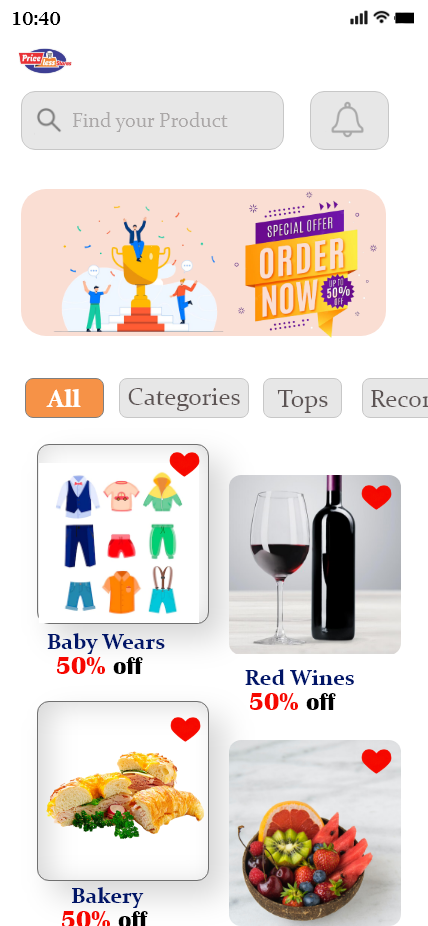 10:40
Price
less Stores
Find your Product
SPECIAL OFFER
ORDER
NOW
UP TO
50%
OFF
All Categories Tops Recor
Baby Wears
50% off
Red Wines
50% off
Bakery
50% off